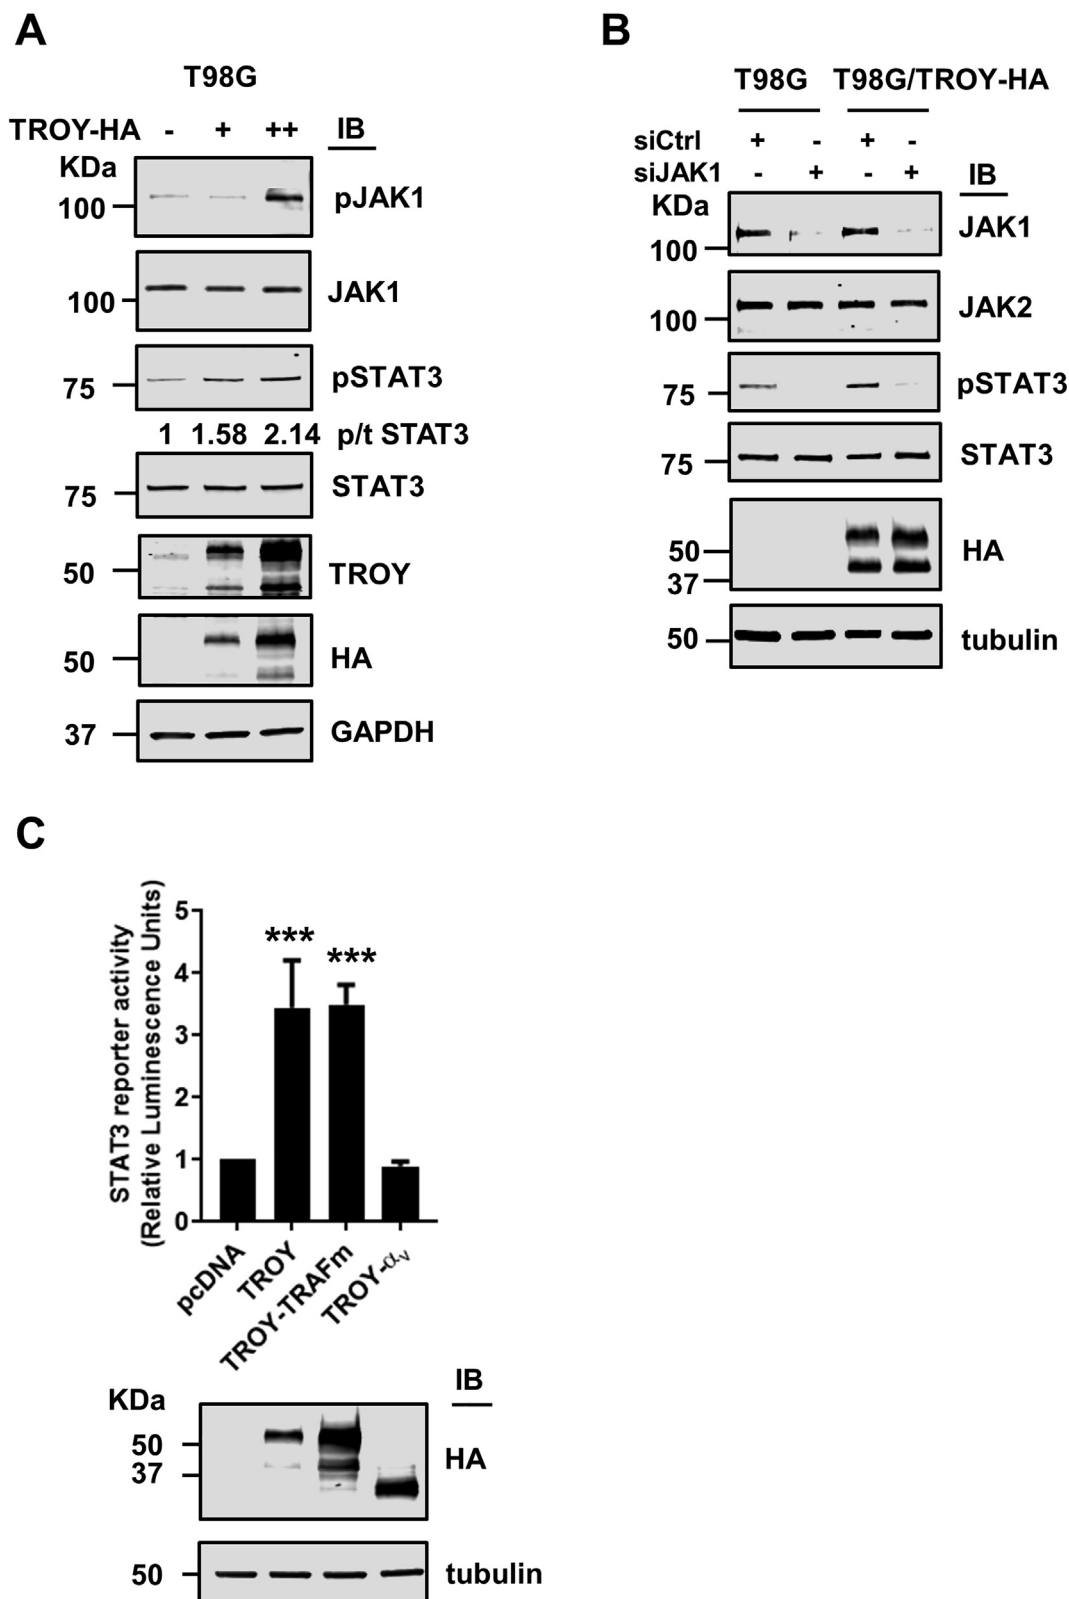 A
T98G
TROY-HA - + ++ IB
KDa
100 pJAK1
100 JAK1
75 pSTAT3
1 1.58 2.14 p/t STAT3
75 STAT3
50 TROY
50 HA
37 GAPDH
B
T98G T98G/TROY-HA
siCtrl + - + -
siJAK1 - + - + IB
KDa
100 JAK1
100 JAK2
75 pSTAT3
75 STAT3
50
37 HA
50 tubulin
C
STAT3 reporter activity
(Relative Luminescence Units)
5
4
3
2
1
0
*** ***
pcDNA TROY TROY-TRAFm TROY-αv
KDa IB
50
37 HA
50 tubulin